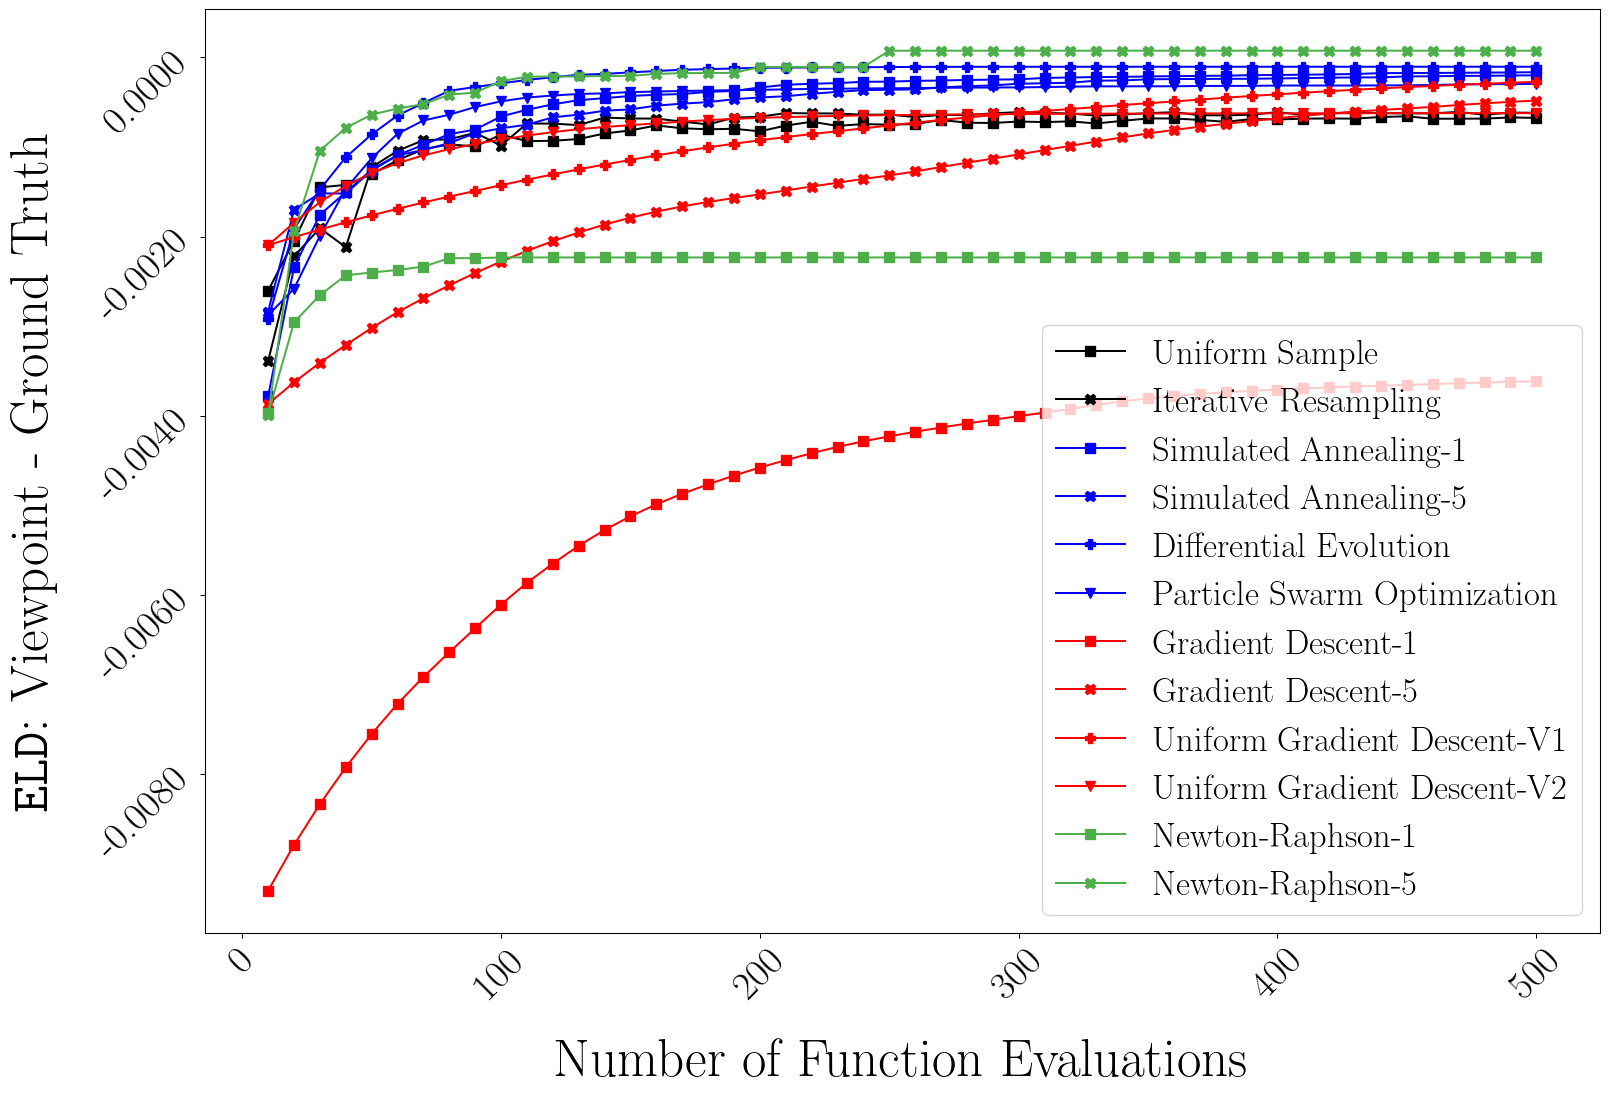 ELD: Viewpoint - Ground Truth
0.0000
-0.0020
-0.0040
-0.0060
-0.0080
Uniform Sample
Iterative Resampling
Simulated Annealing-1
Simulated Annealing-5
Differential Evolution
Particle Swarm Optimization
Gradient Descent-1
Gradient Descent-5
Uniform Gradient Descent-V1
Uniform Gradient Descent-V2
Newton-Raphson-1
Newton-Raphson-5
0
100
200
300
400
500
Number of Function Evaluations